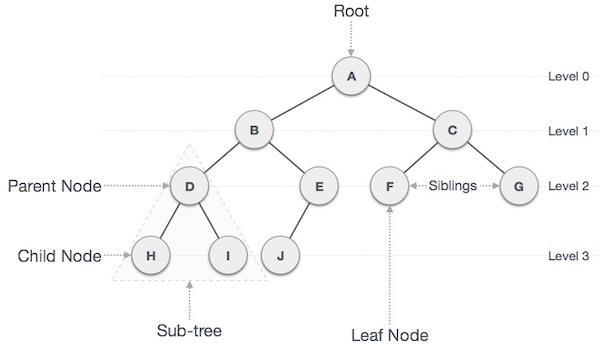 Root
A
Level 0
B
C
Level 1
Parent Node
D
E
F
Siblings
G
Level 2
Child Node
H
I
J
Level 3
Sub-tree
Leaf Node